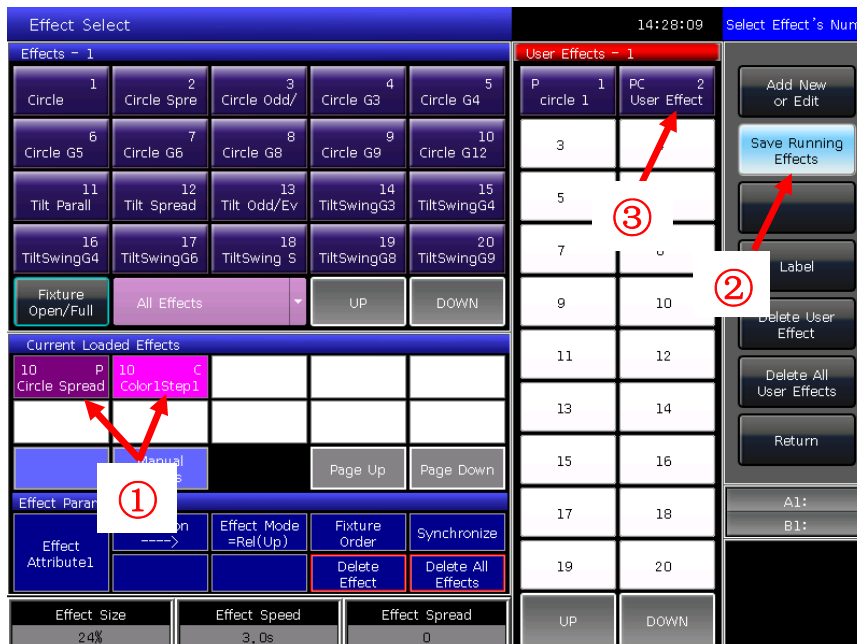 Effect Select
14:28:09
Select Effect's Num
Effects - 1
1
Circle
2
Circle Spre
3
Circle Odd/
4
Circle G3
5
Circle G4
6
Circle G5
7
Circle G6
8
Circle G8
9
Circle G9
10
Circle G12
11
Tilt Parall
12
Tilt Spread
13
Tilt Odd/Ev
14
TiltSwingG3
15
TiltSwingG4
16
TiltSwingG4
17
TiltSwingG6
18
TiltSwing S
19
TiltSwingG8
20
TiltSwingG9
Fixture
Open/Full
All Effects
UP
DOWN
Current Loaded Effects
10 P
Circle Spread
10 C
Color1Step1
Manual
Page Up
Page Down
①
Effect Param
Effect
Attribute1
---->
Effect Mode
=Rel(Up)
Fixture
Order
Synchronize
Delete
Effect
Delete All
Effects
Effect Size
24%
Effect Speed
3.0s
Effect Spread
0
User Effects - 1
P 1
circle 1
PC 2
User Effect
3
5
③
7
9
10
11
12
13
14
15
16
17
18
19
20
UP
DOWN
Add New
or Edit
Save Running
Effects
②
Label
Delete User
Effect
Delete All
User Effects
Return
A1:
B1: